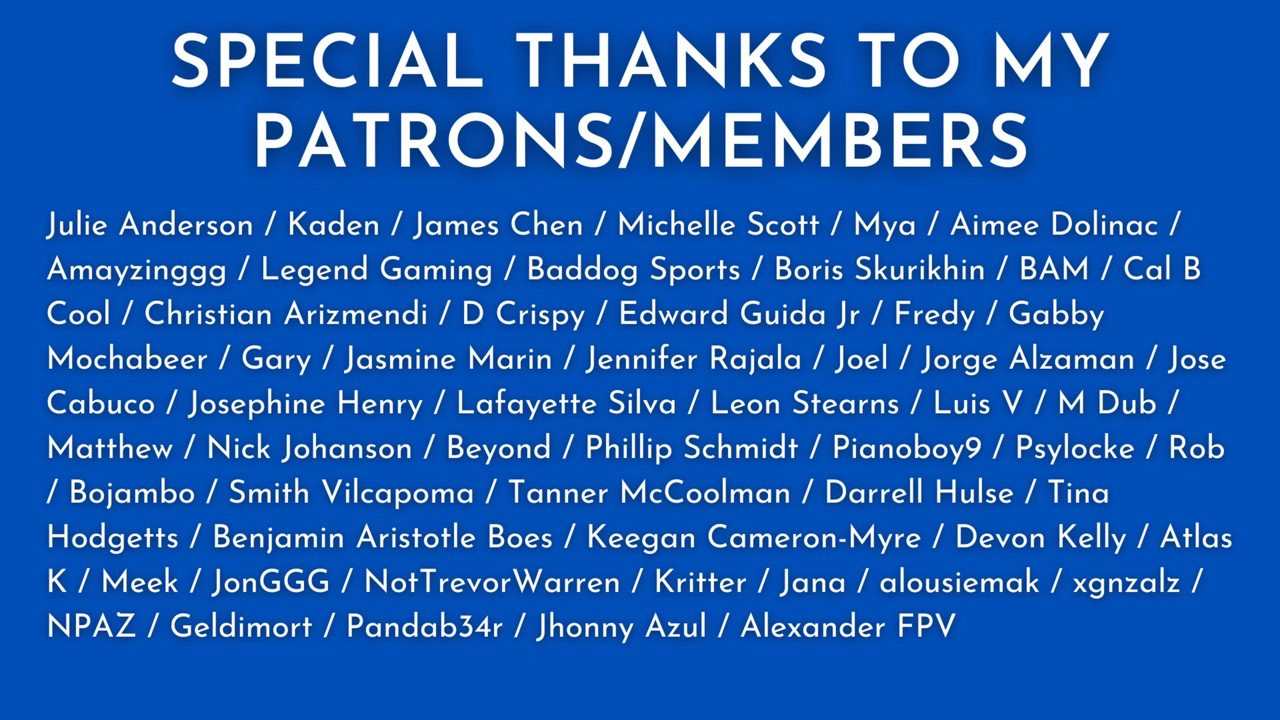 SPECIAL THANKS TO MY
PATRONS/MEMBERS
Julie Anderson / Kaden / James Chen / Michelle Scott / Mya / Aimee Dolinac /
Amayzinggg / Legend Gaming / Baddog Sports / Boris Skurikhin / BAM / Cal B
Cool / Christian Arizmendi / D Crispy / Edward Guida Jr / Fredy / Gabby
Mochabeer / Gary / Jasmine Marin / Jennifer Rajala / Joel / Jorge Alzaman / Jose
Cabuco / Josephine Henry / Lafayette Silva / Leon Stearns / Luis V / M Dub /
Matthew / Nick Johanson / Beyond / Phillip Schmidt / Pianoboy9 / Psylocke / Rob
/ Bojambo / Smith Vilcapoma / Tanner McCoolman / Darrell Hulse / Tina
Hodgetts / Benjamin Aristotle Boes / Keegan Cameron-Myre / Devon Kelly / Atlas
K / Meek / JonGGG / NotTrevorWarren / Kritter / Jana / alousiemak / xgnzalz /
NPAZ / Geldimort / Pandab34r / Jhonny Azul / Alexander FPV